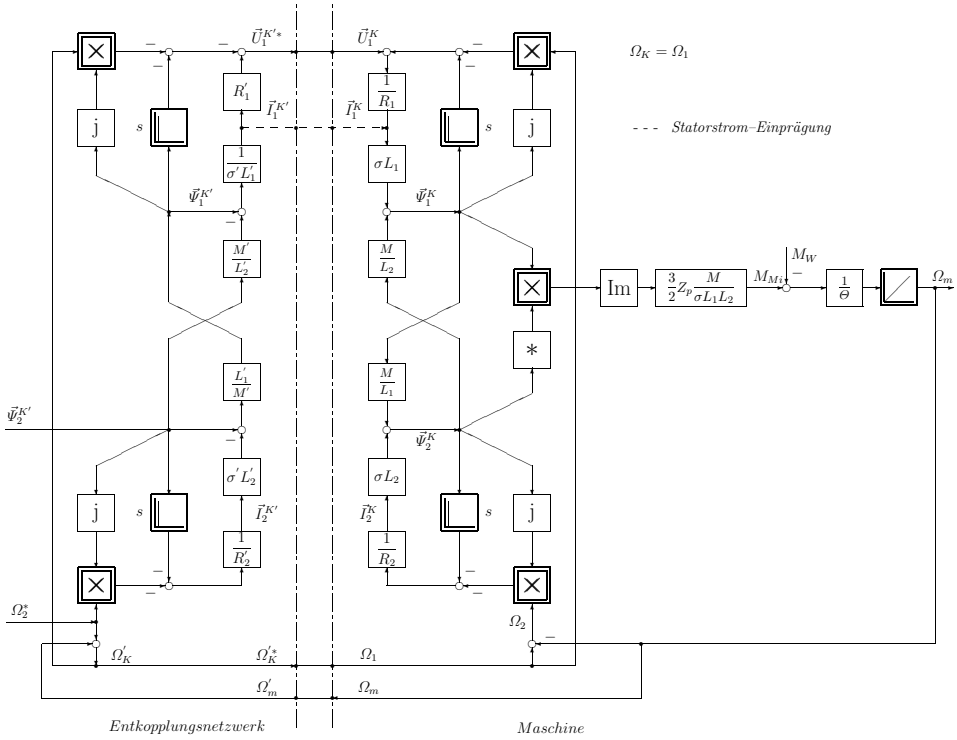 $\vec{U}_1^{K'*}$ $\vec{U}_1^{K}$ $\Omega_K = \Omega_1$
× − − × −
− −
$R_1'$ $\frac{1}{R_1}$
$\vec{I}_1^{K'}$ $\vec{I}_1^{K}$
j s s j - - - Statorstrom–Einprägung
$\frac{1}{\sigma' L_1'}$ $\sigma L_1$
$\vec{\Psi}_1^{K'}$ $\vec{\Psi}_1^{K}$
−
$\frac{M'}{L_2'}$ $\frac{M}{L_2}$ $M_W$
× Im $\frac{3}{2} Z_p \frac{M}{\sigma L_1 L_2}$ $M_{Mi}$ − $\frac{1}{\Theta}$ $\Omega_m$
*
$\frac{L_1'}{M'}$ $\frac{M}{L_1}$
$\vec{\Psi}_2^{K'}$
− $\vec{\Psi}_2^{K}$
$\sigma' L_2'$ $\sigma L_2$
j s $\vec{I}_2^{K'}$ $\vec{I}_2^{K}$ s j
$\frac{1}{R_2'}$ $\frac{1}{R_2}$
− −
× − − ×
$\Omega_2^*$ $\Omega_2$
−
$\Omega_K'$ $\Omega_K^{'*}$ $\Omega_1$
$\Omega_m'$ $\Omega_m$
Entkopplungsnetzwerk Maschine